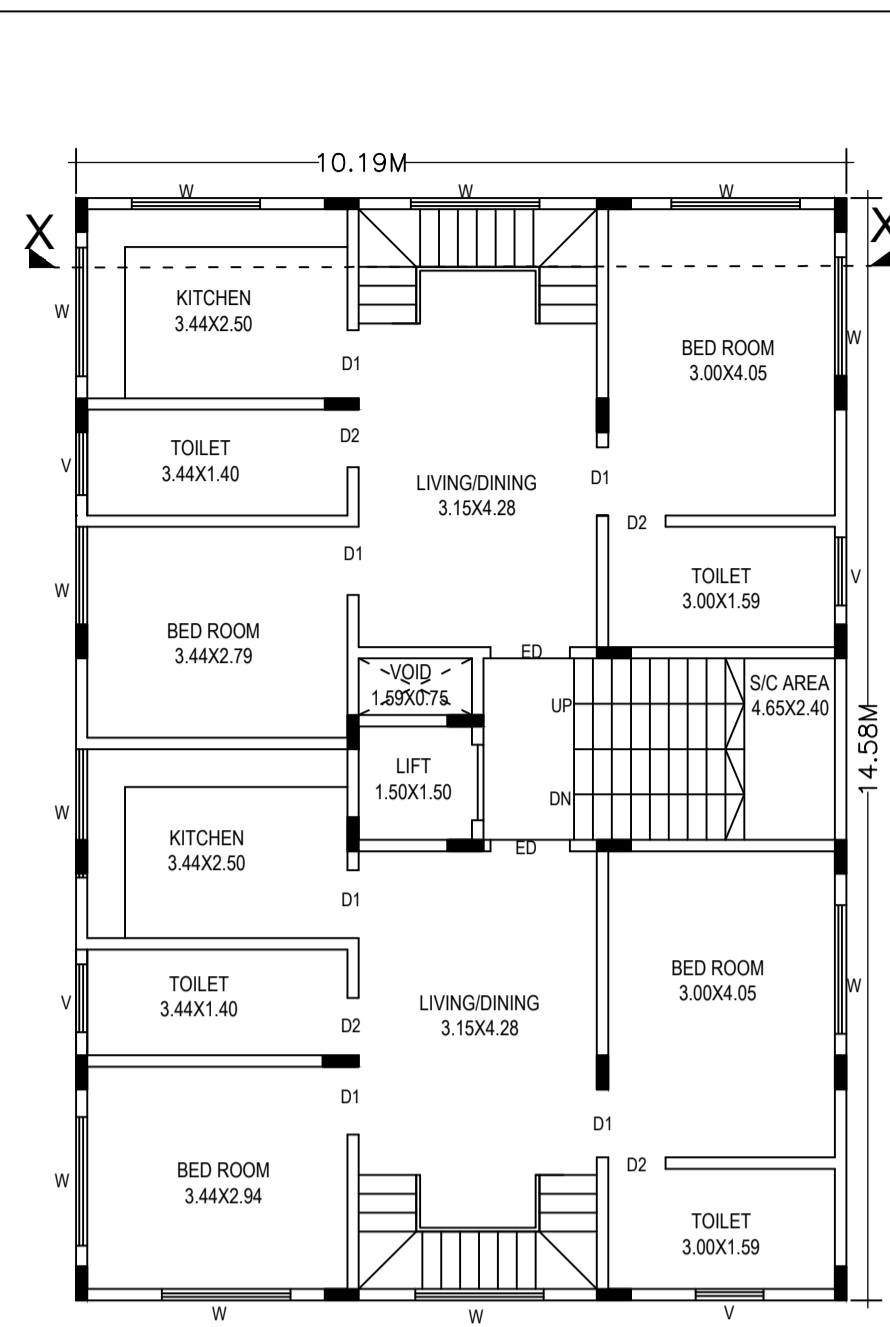 10.19M
W
W
W
X
X
KITCHEN
3.44X2.50
W
D1
BED ROOM
3.00X4.05
W
TOILET
3.44X1.40
V
D2
LIVING/DINING
3.15X4.28
D1
D2
W
D1
TOILET
3.00X1.59
V
BED ROOM
3.44X2.79
ED
VOID
1.59X0.75
UP
S/C AREA
4.65X2.40
14.58M
LIFT
1.50X1.50
DN
W
KITCHEN
3.44X2.50
ED
D1
BED ROOM
3.00X4.05
W
TOILET
3.44X1.40
V
D2
LIVING/DINING
3.15X4.28
D1
D1
D2
W
BED ROOM
3.44X2.94
TOILET
3.00X1.59
W
W
V